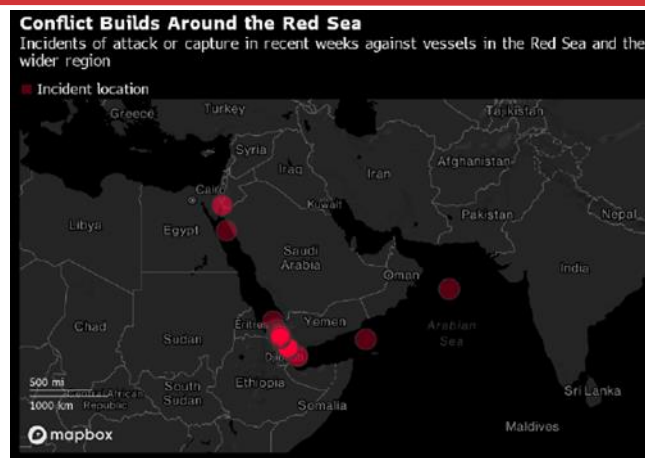 Conflict Builds Around the Red Sea
Incidents of attack or capture in recent weeks against vessels in the Red Sea and the
wider region
Incident location
Greece
Turkey
Tajikistan
Syria
Iraq
Iran
Afghanistan
Cairo
Kuwait
Pakistan
Nepal
Libya
Egypt
Saudi
Arabia
Oman
India
Chad
Sudan
Eritrea
Yemen
Arabian
Sea
500 mi
1000 km
Central African
Republic
South
Sudan
Ethiopia
Somalia
Sri Lanka
Maldives
mapbox